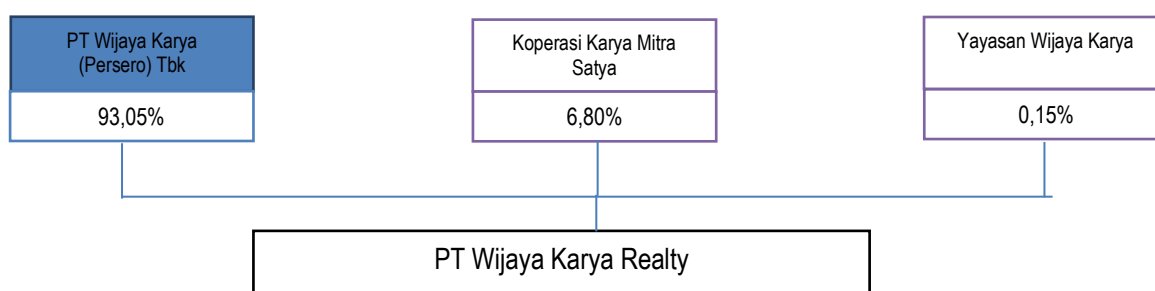 PT Wijaya Karya
(Persero) Tbk
93,05%
Koperasi Karya Mitra
Satya
6,80%
Yayasan Wijaya Karya
0,15%
PT Wijaya Karya Realty